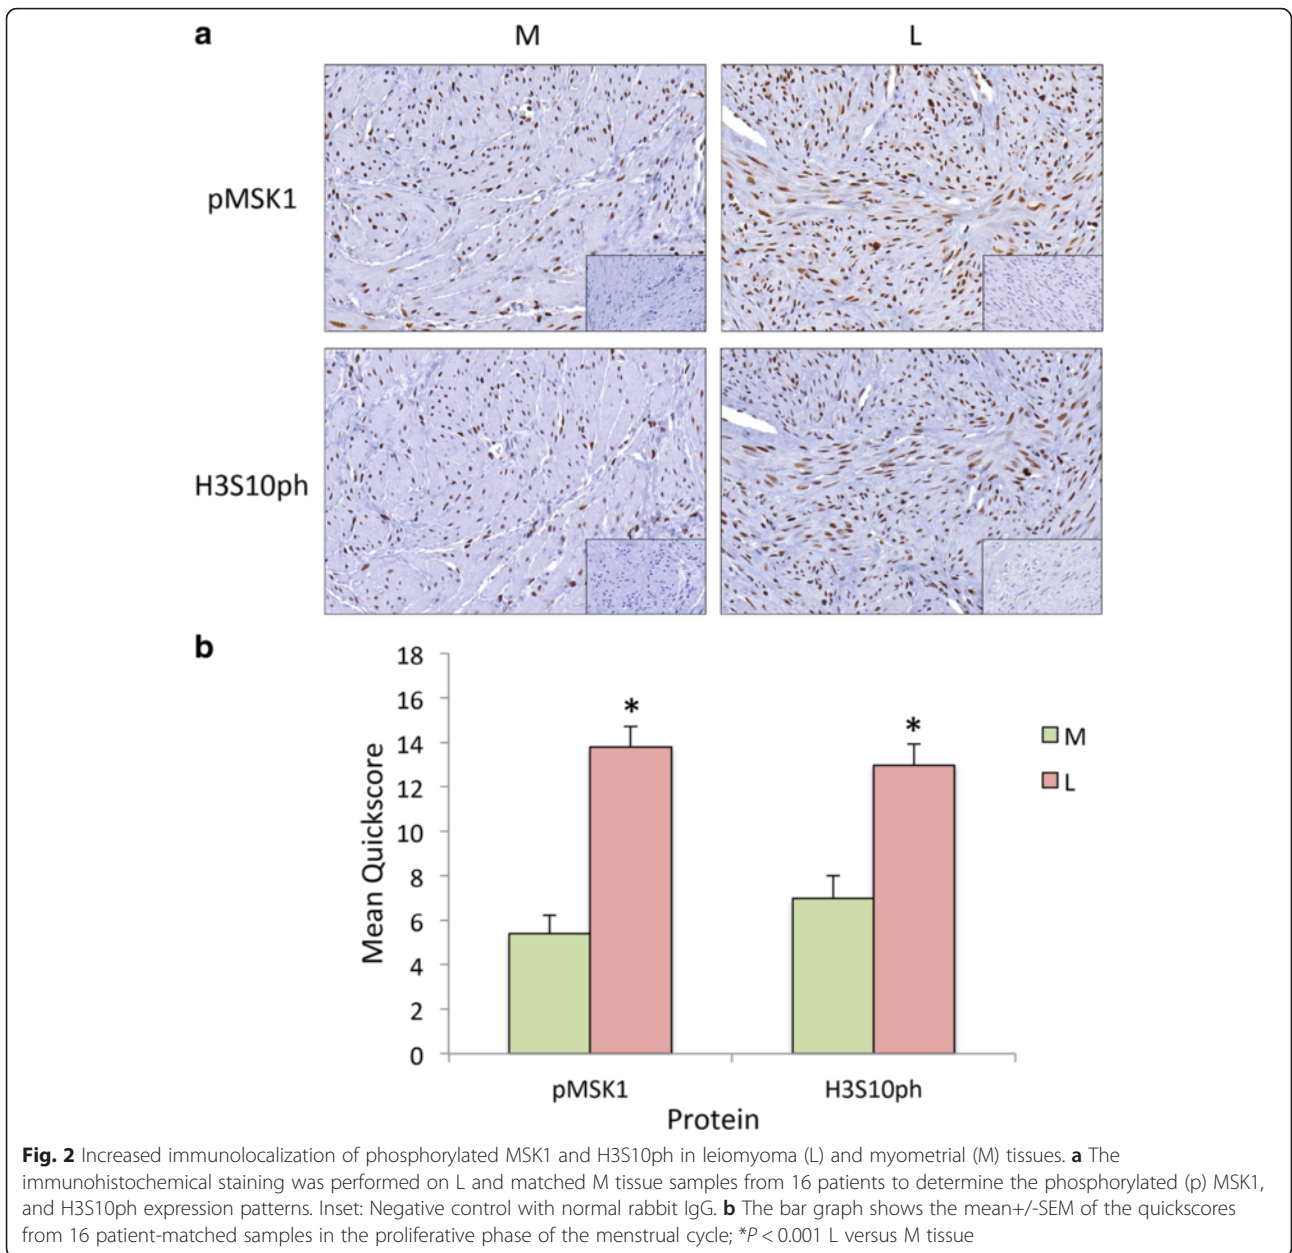 a
M L
pMSK1
H3S10ph
b
18
16
14
12
10
8
6
4
2
0
Mean Quickscore
* *
M
L
pMSK1 H3S10ph
Protein
Fig. 2 Increased immunolocalization of phosphorylated MSK1 and H3S10ph in leiomyoma (L) and myometrial (M) tissues. a The
immunohistochemical staining was performed on L and matched M tissue samples from 16 patients to determine the phosphorylated (p) MSK1,
and H3S10ph expression patterns. Inset: Negative control with normal rabbit IgG. b The bar graph shows the mean+/-SEM of the quickscores
from 16 patient-matched samples in the proliferative phase of the menstrual cycle; *P < 0.001 L versus M tissue